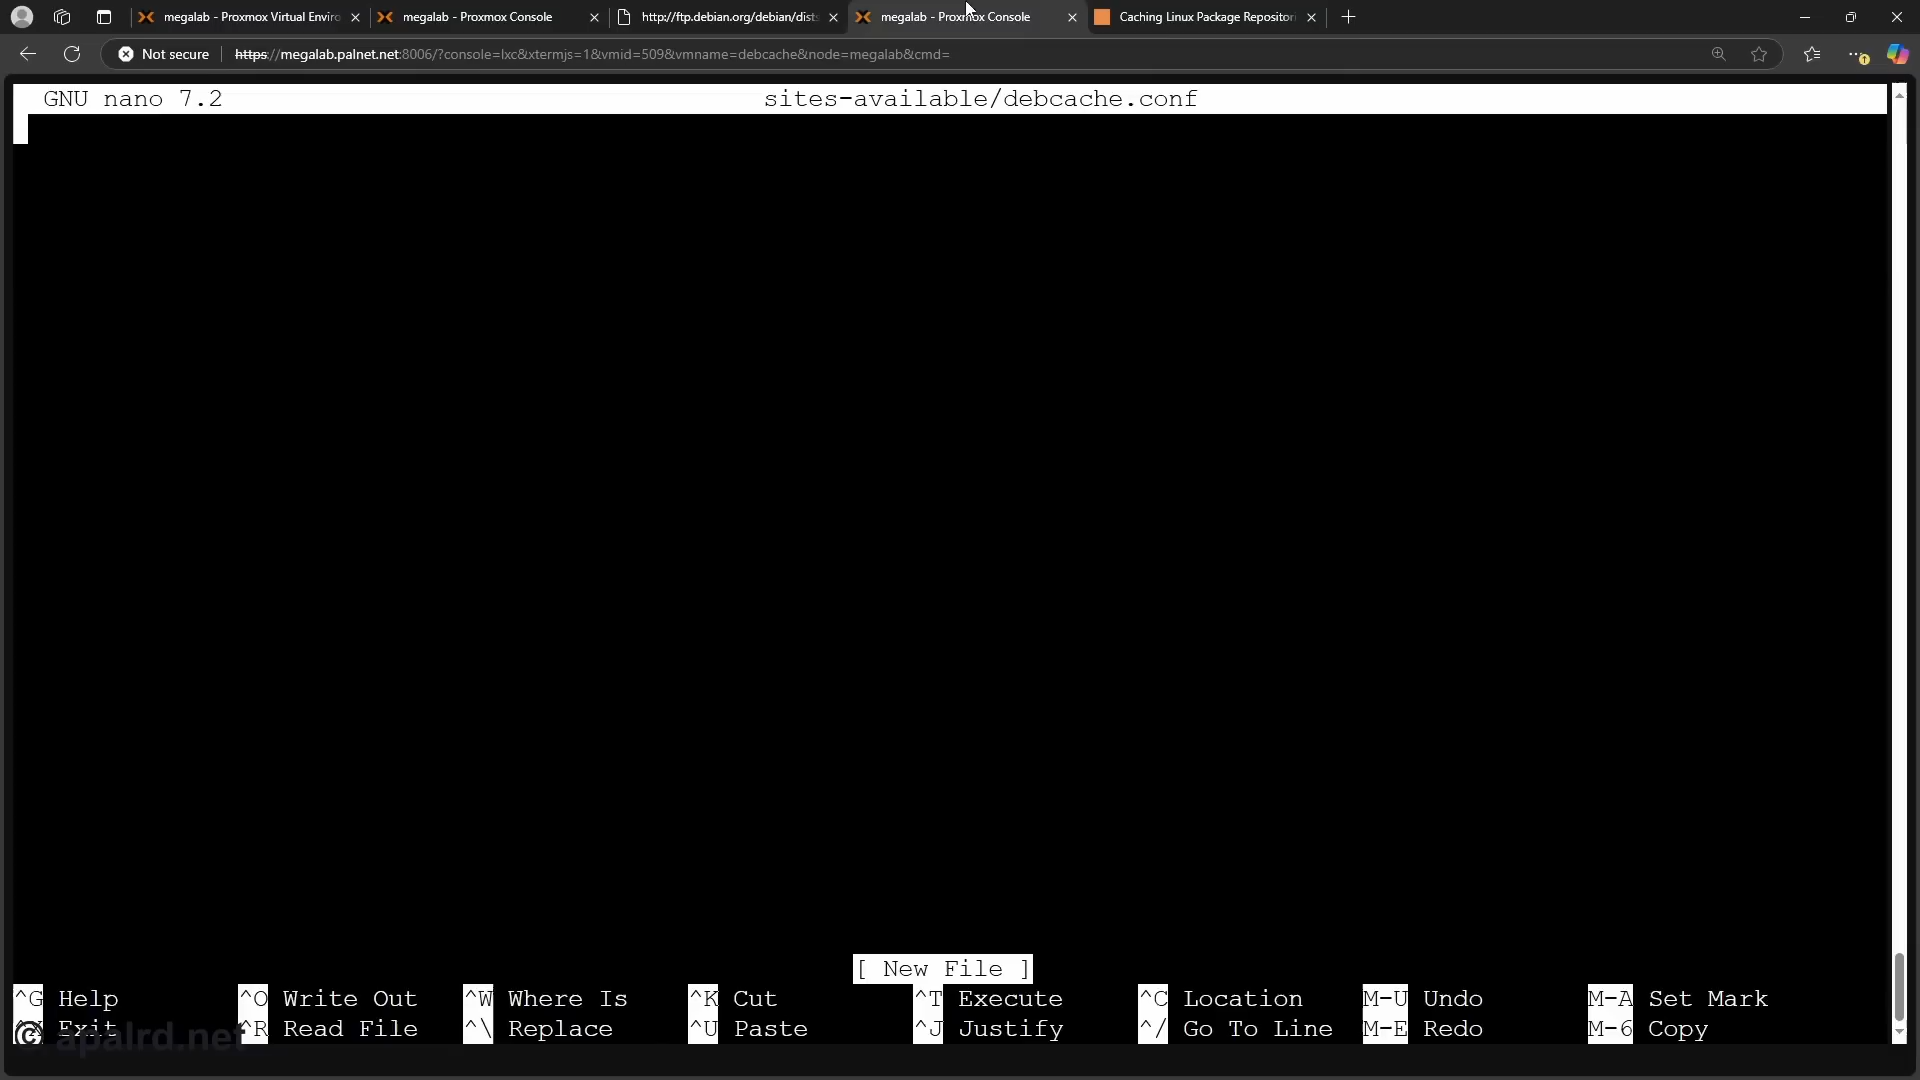 megalab - Proxmox Virtual Enviro
megalab - Proxmox Console
http://ftp.debian.org/debian/dists
megalab - Proxmox Console
Caching Linux Package Repositori
Not secure
https://megalab.palnet.net:8006/?console=lxc&xtermjs=1&vmid=509&vmname=debcache&node=megalab&cmd=
GNU nano 7.2
sites-available/debcache.conf
[ New File ]
^G Help ^O Write Out ^W Where Is ^K Cut ^T Execute ^C Location M-U Undo M-A Set Mark
^X Exit ^R Read File ^\ Replace ^U Paste ^J Justify ^/ Go To Line M-E Redo M-6 Copy
© apalrd.net